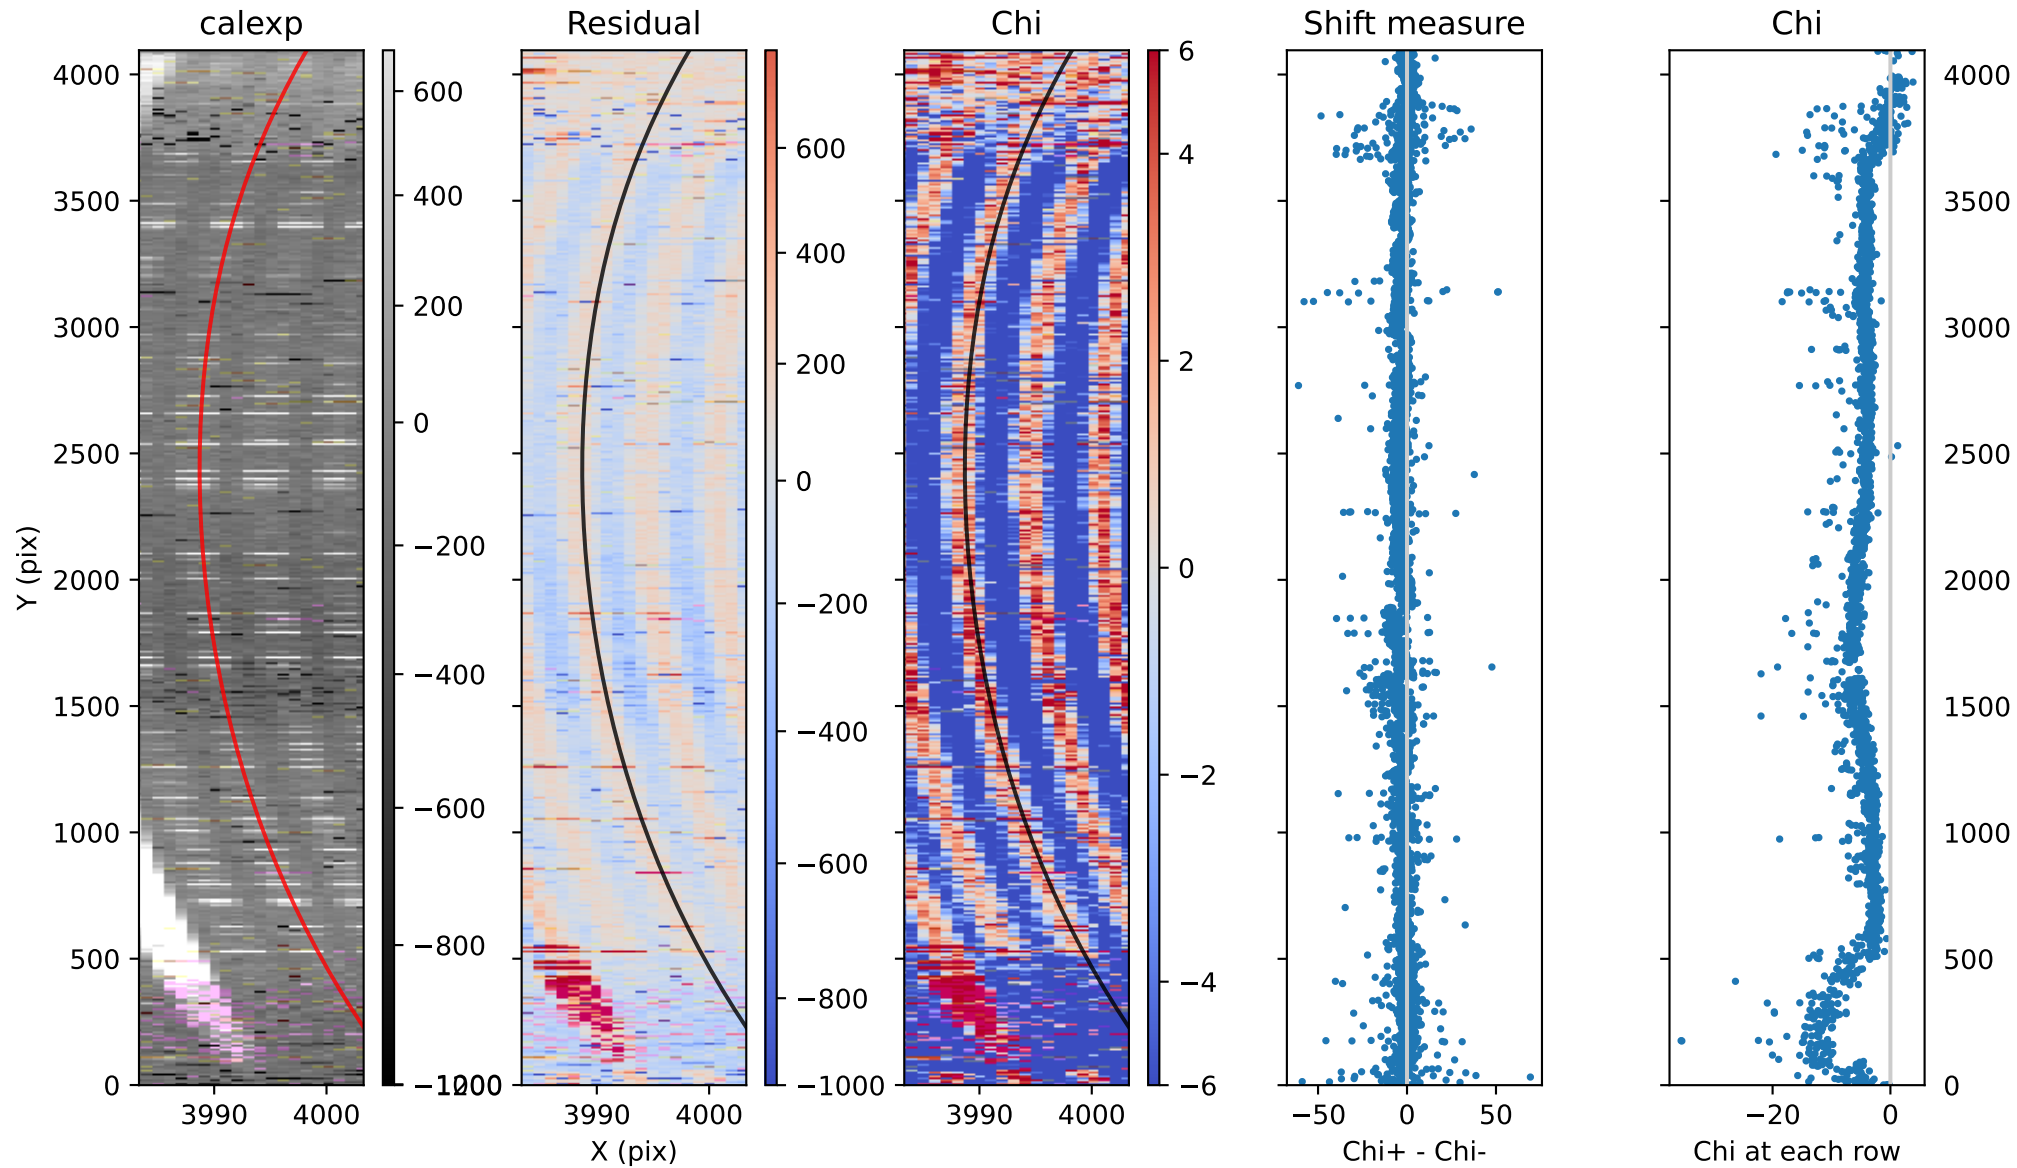 calexp Residual Chi Shift measure Chi
4000 600 600 6 4000
3500 400 400 4 3500
3000 200 200 2 3000
2500 0 0 0 2500
2000 −200 −200 −2 2000
1500 −400 −400 −4 1500
1000 −600 −600 −6 1000
500 −800 −800 500
0 −1000 0
Y (pix)
3990 4000 3990 4000 3990 4000 −50 0 50 −20 0
X (pix) Chi+ - Chi- Chi at each row